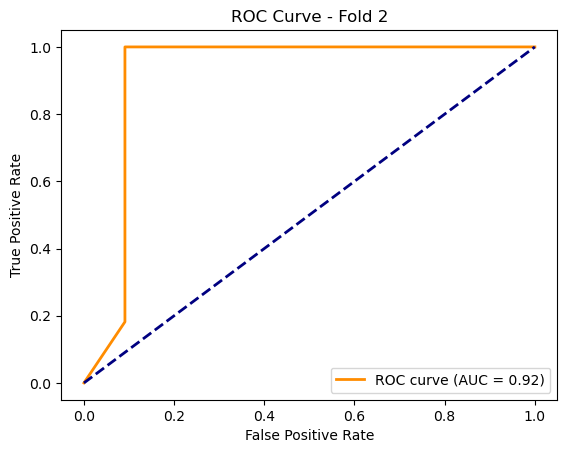 ROC Curve - Fold 2
True Positive Rate
1.0
0.8
0.6
0.4
0.2
0.0
0.0 0.2 0.4 0.6 0.8 1.0
False Positive Rate
ROC curve (AUC = 0.92)